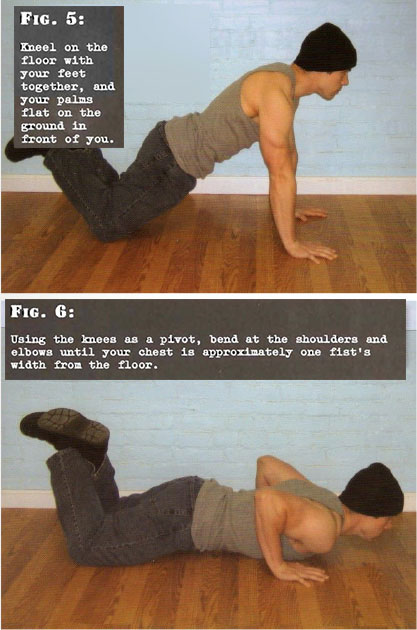 FIG. 5:
Kneel on the
floor with
your feet
together, and
your palms
flat on the
ground in
front of you.
FIG. 6:
Using the knees as a pivot, bend at the shoulders and
elbows until your chest is approximately one fist's
width from the floor.